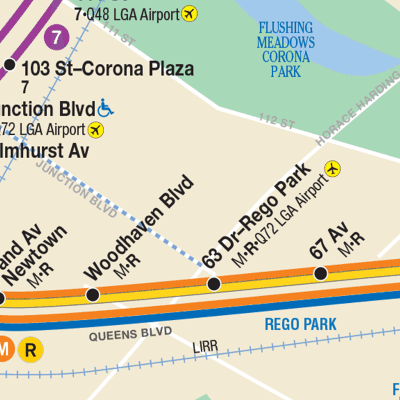 7•Q48 LGA Airport
111 ST
FLUSHING
MEADOWS
CORONA
PARK
7
103 St–Corona Plaza
7
nction Blvd
72 LGA Airport
lmhurst Av
JUNCTION BLVD
112 ST
HORACE HARDING
and Av
Newtown
M•R
Woodhaven Blvd
M•R
63 Dr–Rego Park
M•R•Q72 LGA Airport
67 Av
M•R
QUEENS BLVD
REGO PARK
M
R
LIRR
F